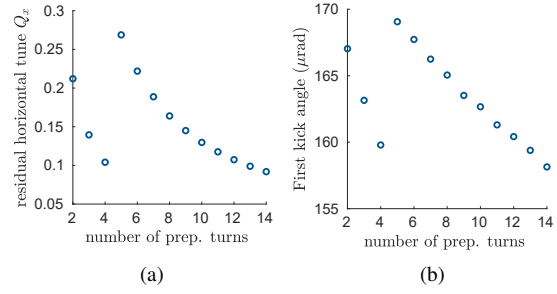 0.3
0.25
0.2
0.15
0.1
0.05
2 4 6 8 10 12 14
residual horizontal tune Qx
number of prep. turns
(a)
170
165
160
155
2 4 6 8 10 12 14
First kick angle (μrad)
number of prep. turns
(b)